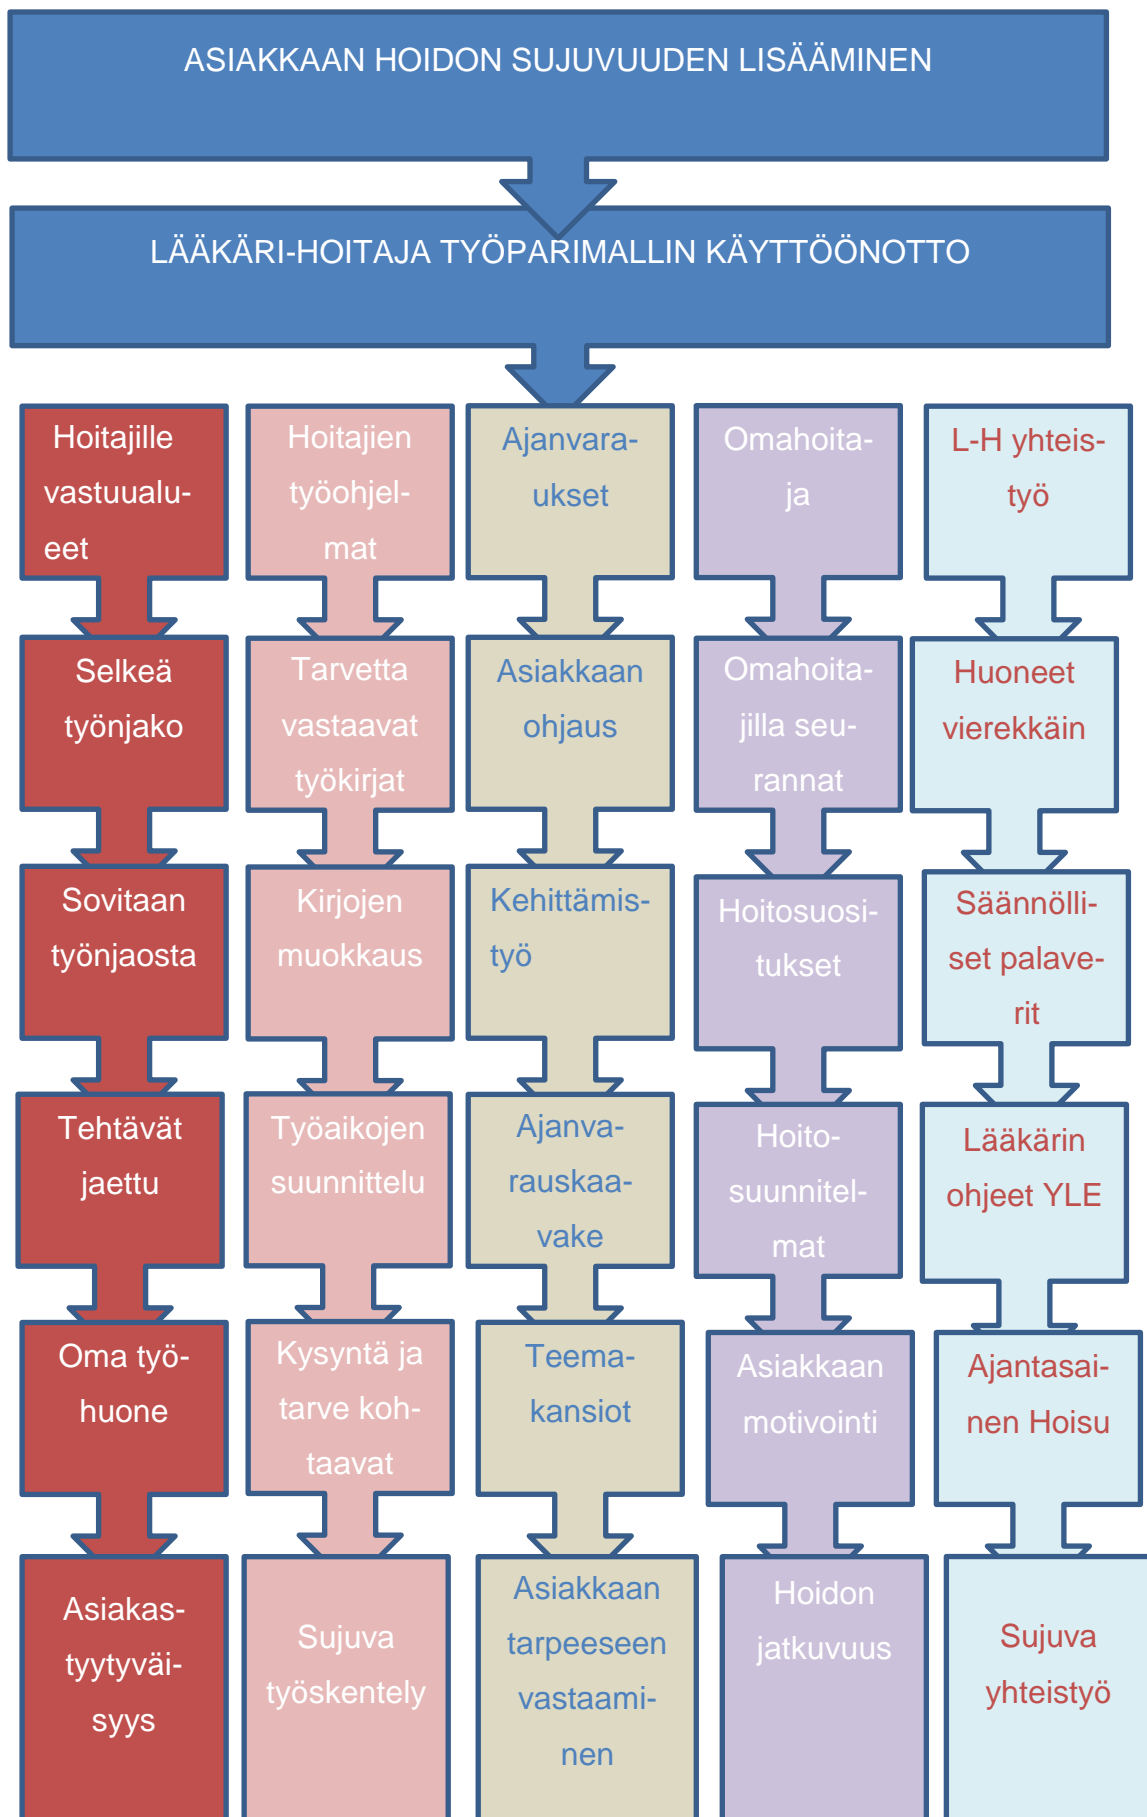 ASIAKKAAN HOIDON SUJUVUUDEN LISÄÄMINEN
LÄÄKÄRI-HOITAJA TYÖPARIMALLIN KÄYTTÖÖNOTTO
Hoitajille
vastuualu-
eet
Hoitajien
työohjel-
mat
Ajanvara-
ukset
Omahoita-
ja
L-H yhteis-
työ
Selkeä
työnjako
Tarvetta
vastaavat
työkirjat
Asiakkaan
ohjaus
Omahoita-
jilla seu-
rannat
Huoneet
vierekkäin
Sovitaan
työnjaosta
Kirjojen
muokkaus
Kehittämis-
työ
Hoitosuosi-
tukset
Säännölli-
set palave-
rit
Tehtävät
jaettu
Työaikojen
suunnittelu
Ajanva-
rauskaa-
vake
Hoito-
suunnitel-
mat
Lääkärin
ohjeet YLE
Oma työ-
huone
Kysyntä ja
tarve koh-
taavat
Teema-
kansiot
Asiakkaan
motivointi
Ajantasai-
nen Hoisu
Asiakas-
tyytyväi-
syys
Sujuva
työskentely
Asiakkaan
tarpeeseen
vastaami-
nen
Hoidon
jatkuvuus
Sujuva
yhteistyö